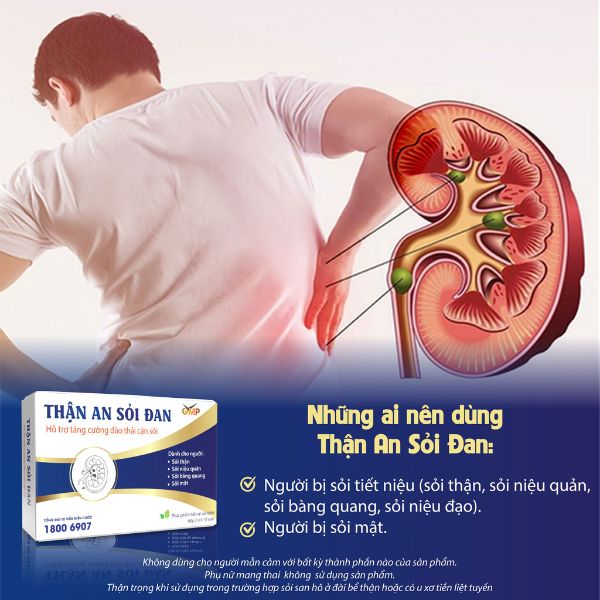 Những ai nên dùng
Thận An Sỏi Đan:
Người bị sỏi tiết niệu (sỏi thận, sỏi niệu quản,
sỏi bàng quang, sỏi niệu đạo).
Người bị sỏi mật.
THẬN AN SỎI ĐAN
GMP
Hỗ trợ tăng cường đào thải cặn sỏi
Dành cho người:
• Sỏi thận
• Sỏi niệu quản
• Sỏi bàng quang
• Sỏi mật
1800 6907
THẬN AN SỎI ĐAN
Không dùng cho người mẫn cảm với bất kỳ thành phần nào của sản phẩm.
Phụ nữ mang thai không sử dụng sản phẩm.
Thận trọng khi sử dụng trong trường hợp sỏi san hô ở đài bể thận hoặc có u xơ tiền liệt tuyến